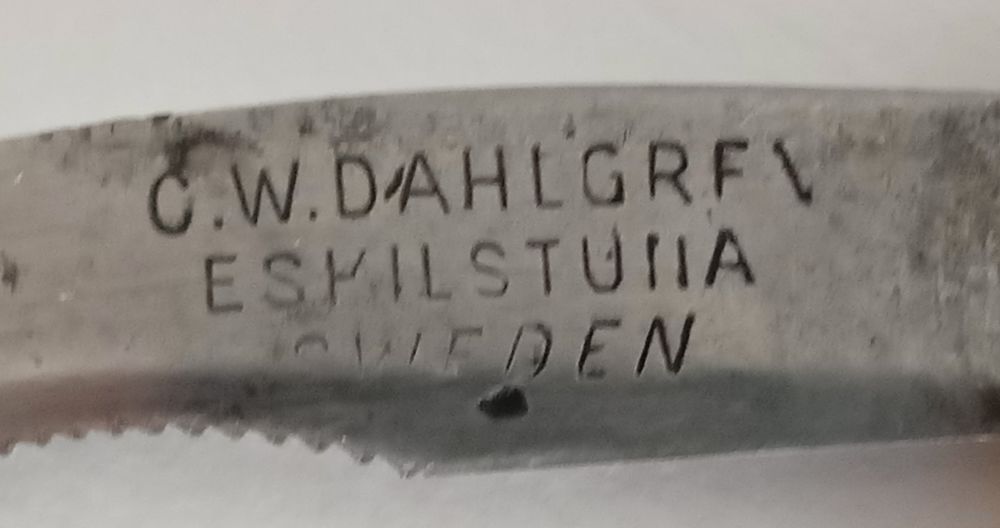 C.W. DAHLGREN
ESKILSTUNA
SWEDEN